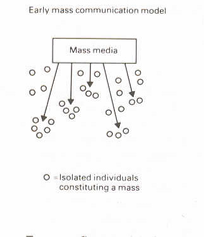 Early mass communication model
Mass media
O = Isolated individuals
constituting a mass